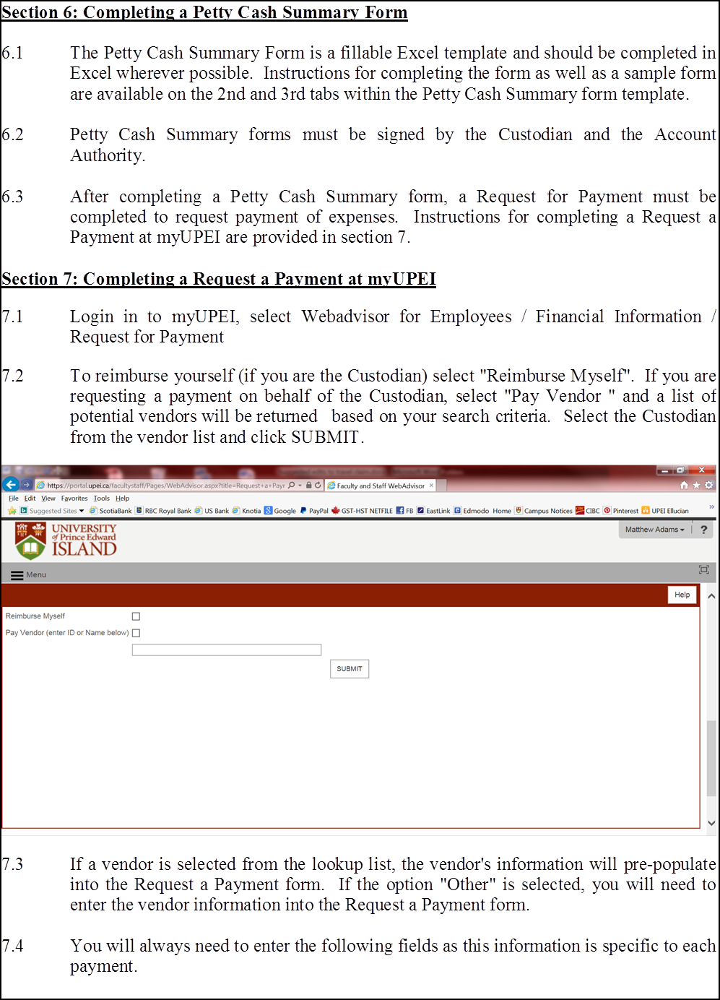 Section 6: Completing a Petty Cash Summary Form
6.1 The Petty Cash Summary Form is a fillable Excel template and should be completed in
Excel wherever possible. Instructions for completing the form as well as a sample form
are available on the 2nd and 3rd tabs within the Petty Cash Summary form template.
6.2 Petty Cash Summary forms must be signed by the Custodian and the Account
Authority.
6.3 After completing a Petty Cash Summary form, a Request for Payment must be
completed to request payment of expenses. Instructions for completing a Request a
Payment at myUPEI are provided in section 7.
Section 7: Completing a Request a Payment at myUPEI
7.1 Login in to myUPEI, select Webadvisor for Employees / Financial Information /
Request for Payment
7.2 To reimburse yourself (if you are the Custodian) select "Reimburse Myself". If you are
requesting a payment on behalf of the Custodian, select "Pay Vendor " and a list of
potential vendors will be returned based on your search criteria. Select the Custodian
from the vendor list and click SUBMIT.
https://portal.upei.ca/facultystaff/Pages/WebAdvisor.aspx?title=Request+a+Payr Faculty and Staff WebAdvisor ×
File Edit View Favorites Tools Help
Suggested Sites ScotiaBank RBC Royal Bank US Bank Knotia Google PayPal GST-HST NETFILE FB EastLink Edmodo Home Campus Notices CIBC Pinterest UPEI Ellucian »
UNIVERSITY
of Prince Edward
ISLAND
Matthew Adams | ?
Menu
Help
Reimburse Myself
Pay Vendor (enter ID or Name below)
SUBMIT
7.3 If a vendor is selected from the lookup list, the vendor's information will pre-populate
into the Request a Payment form. If the option "Other" is selected, you will need to
enter the vendor information into the Request a Payment form.
7.4 You will always need to enter the following fields as this information is specific to each
payment.